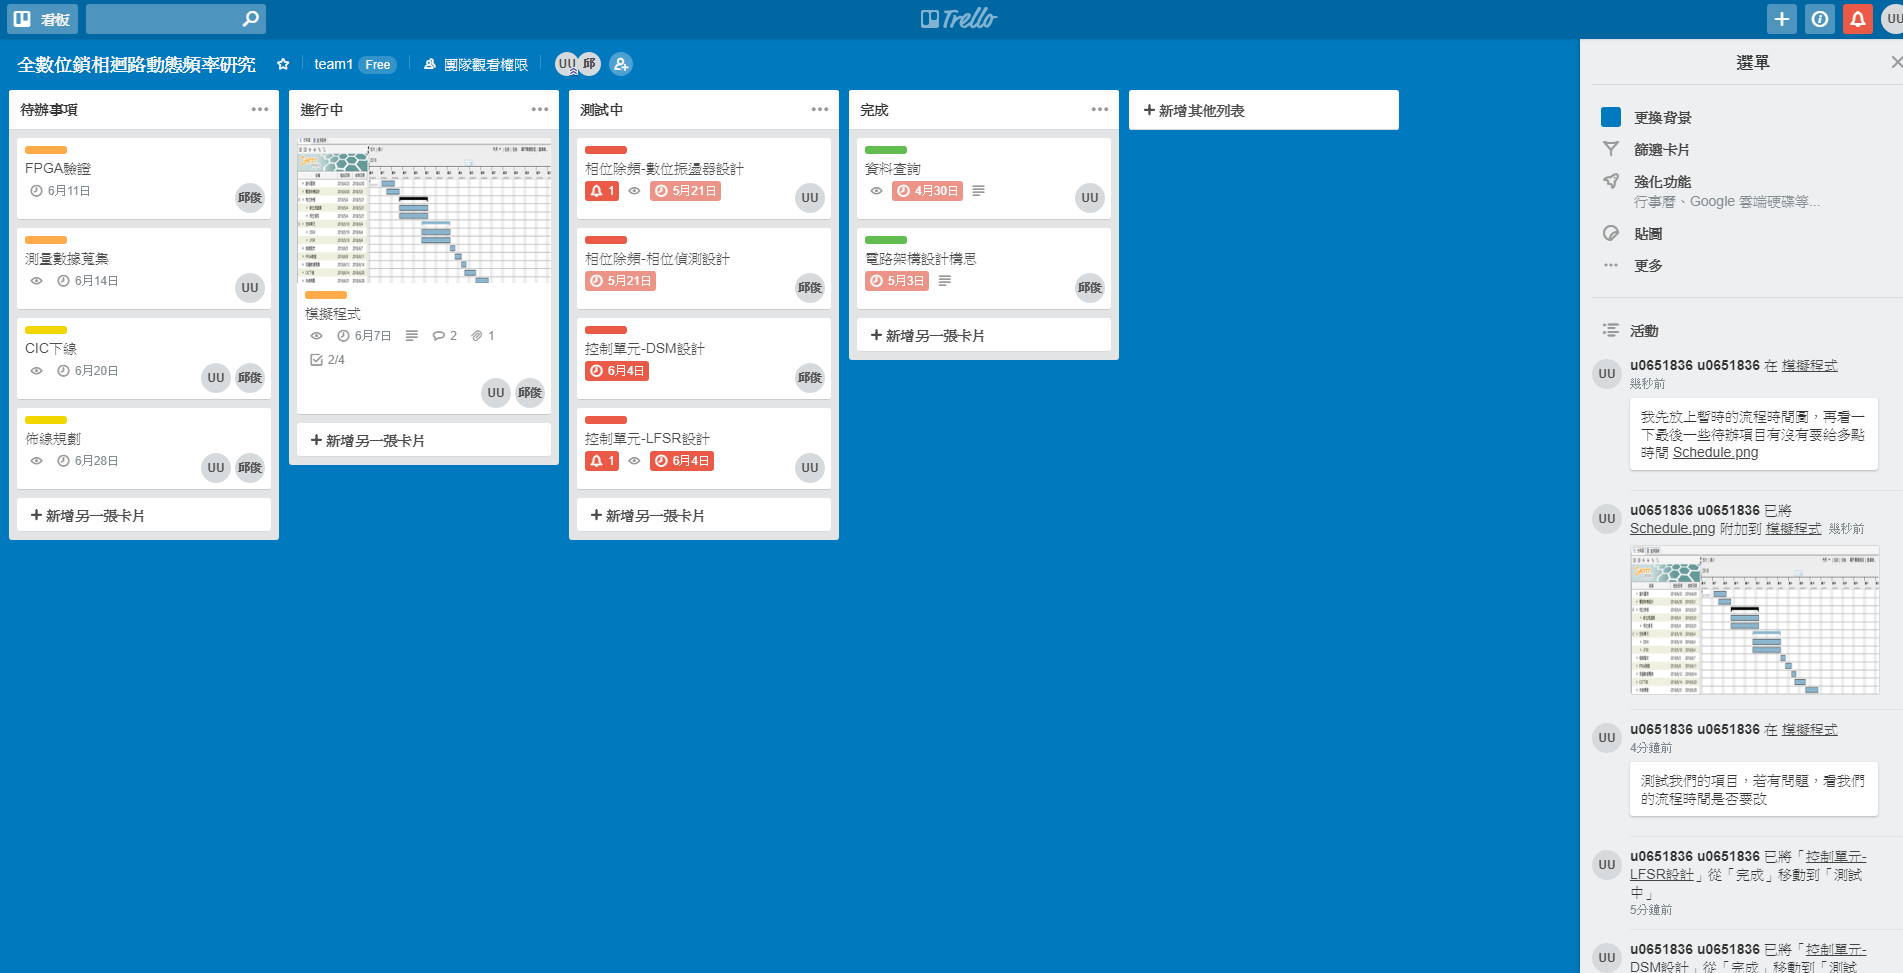 看板
Trello
UU
全數位鎖相迴路動態頻率研究
team1 Free
團隊觀看權限
UU 邱
待辦事項
FPGA驗證
6月11日
邱俊
測量數據蒐集
6月14日
UU
CIC下線
6月20日
UU 邱俊
佈線規劃
6月28日
UU 邱俊
+ 新增另一張卡片
進行中
模擬程式
6月7日 2 1
2/4
UU 邱俊
+ 新增另一張卡片
測試中
相位除頻-數位振盪器設計
1 5月21日
UU
相位除頻-相位偵測設計
5月21日
邱俊
控制單元-DSM設計
6月4日
邱俊
控制單元-LFSR設計
1 6月4日
UU
+ 新增另一張卡片
完成
資料查詢
4月30日
UU
電路架構設計構思
5月3日
邱俊
+ 新增另一張卡片
+ 新增其他列表
選單
更換背景
篩選卡片
強化功能
行事曆、Google 雲端硬碟等...
貼圖
更多
活動
UU
u0651836 u0651836 在 模擬程式
幾秒前
我先放上暫時的流程時間圖，再看一
下最後一些待辦項目有沒有要給多點
時間 Schedule.png
UU
u0651836 u0651836 已將
Schedule.png 附加到 模擬程式 幾秒前
UU
u0651836 u0651836 在 模擬程式
4分鐘前
測試我們的項目，若有問題，看我們
的流程時間是否要改
UU
u0651836 u0651836 已將「控制單元-
LFSR設計」從「完成」移動到「測試
中」
5分鐘前
UU
u0651836 u0651836 已將「控制單元-
DSM設計」從「完成」移動到「測試